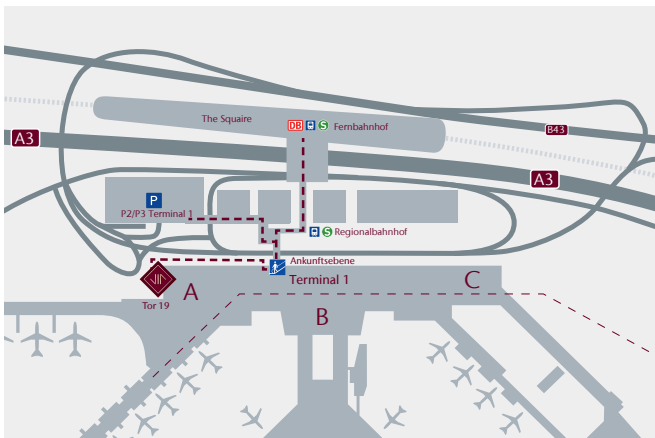 The Squaire
DB S Fernbahnhof
B43
A3
A3
P
P2/P3 Terminal 1
S Regionalbahnhof
Ankunftsebene
Terminal 1
A
C
Tor 19
B